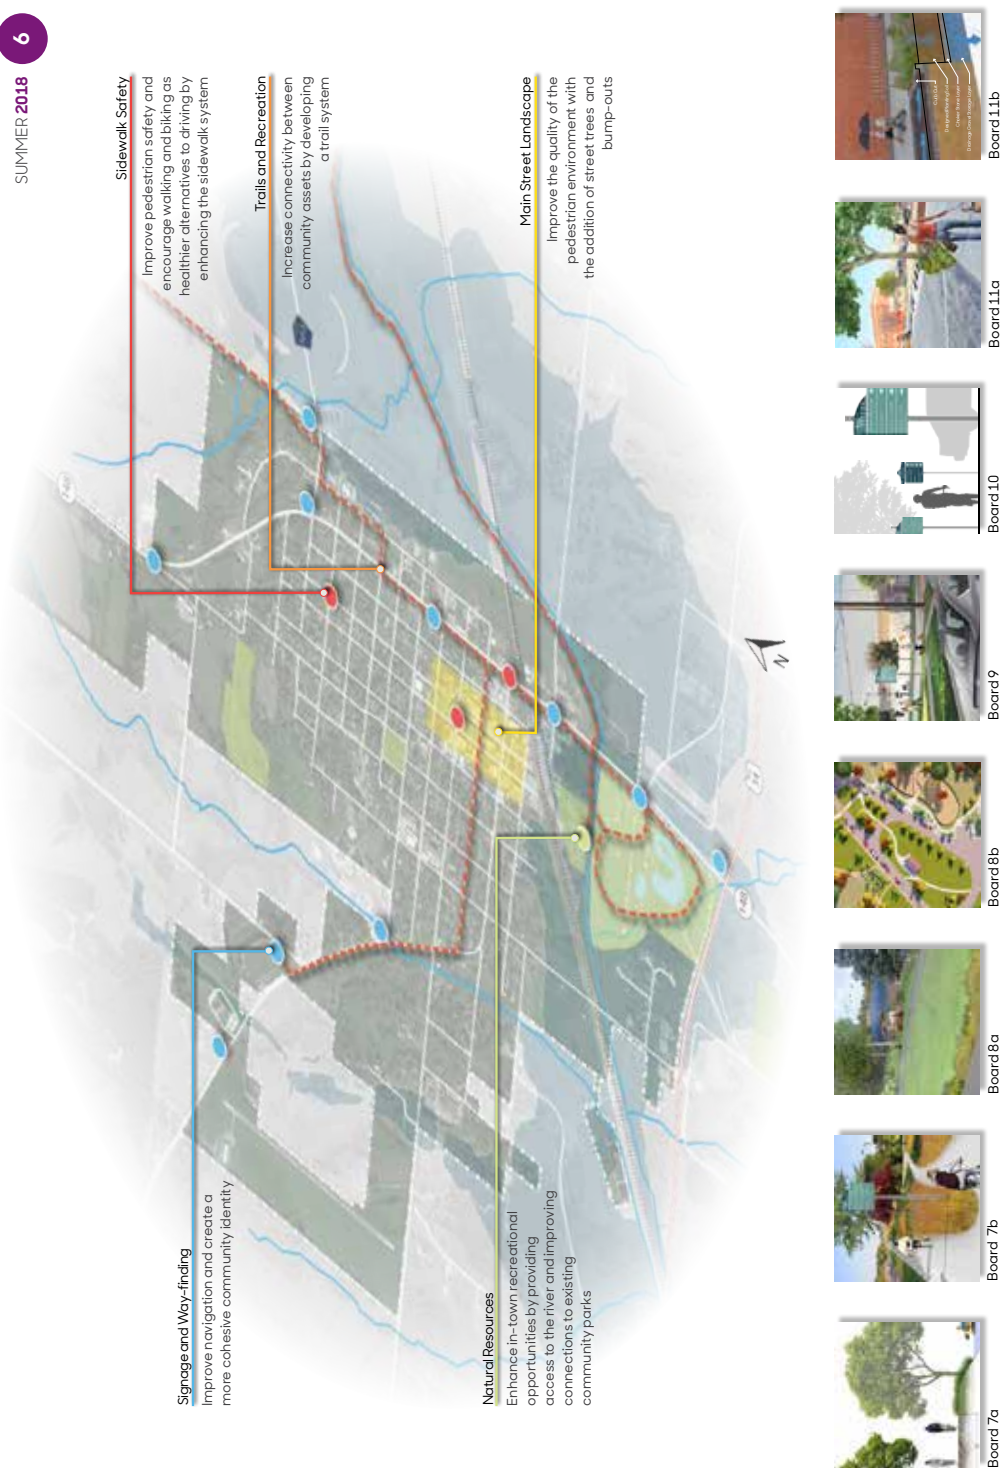 SUMMER 2018
6
Sidewalk Safety
Improve pedestrian safety and
encourage walking and biking as
healthier alternatives to driving by
enhancing the sidewalk system
Trails and Recreation
Increase connectivity between
community assets by developing
a trail system
Main Street Landscape
Improve the quality of the
pedestrian environment with
the addition of street trees and
bump-outs
Signage and Way-finding
Improve navigation and create a
more cohesive community identity
Natural Resources
Enhance in-town recreational
opportunities by providing
access to the river and improving
connections to existing
community parks
N
Board 7a
Board 7b
Board 8a
Board 8b
Board 9
Board 10
Board 11a
Board 11b